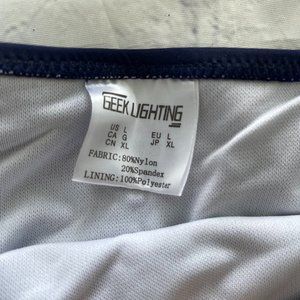 GEEK LIGHTING
US L EU L
CA G JP XL
CN XL
FABRIC: 80%Nylon
20%Spandex
LINING: 100%Polyester